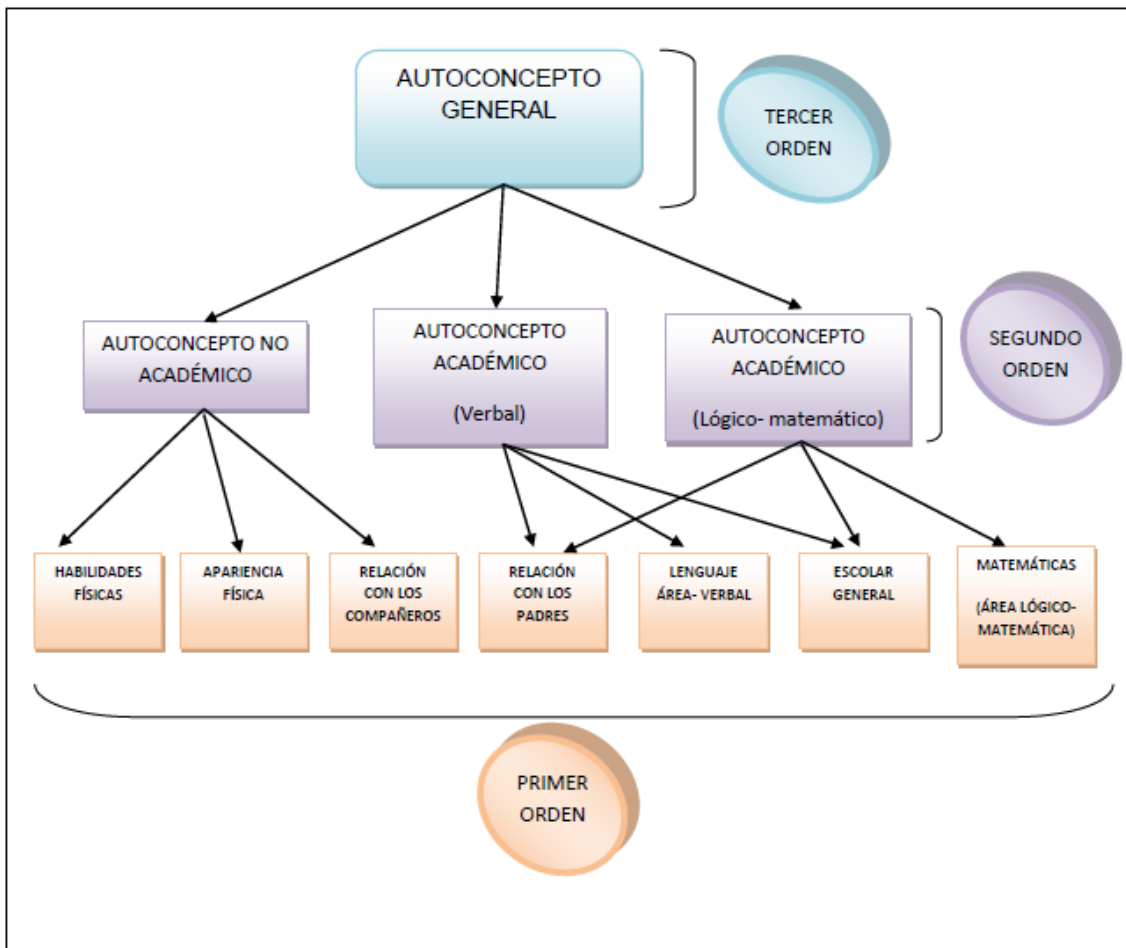 AUTOCONCEPTO
GENERAL
TERCER
ORDEN
AUTOCONCEPTO NO
ACADÉMICO
AUTOCONCEPTO
ACADÉMICO
(Verbal)
AUTOCONCEPTO
ACADÉMICO
(Lógico- matemático)
SEGUNDO
ORDEN
HABILIDADES
FÍSICAS
APARIENCIA
FÍSICA
RELACIÓN
CON LOS
COMPAÑEROS
RELACIÓN
CON LOS
PADRES
LENGUAJE
ÁREA- VERBAL
ESCOLAR
GENERAL
MATEMÁTICAS
(ÁREA LÓGICO-
MATEMÁTICA)
PRIMER
ORDEN